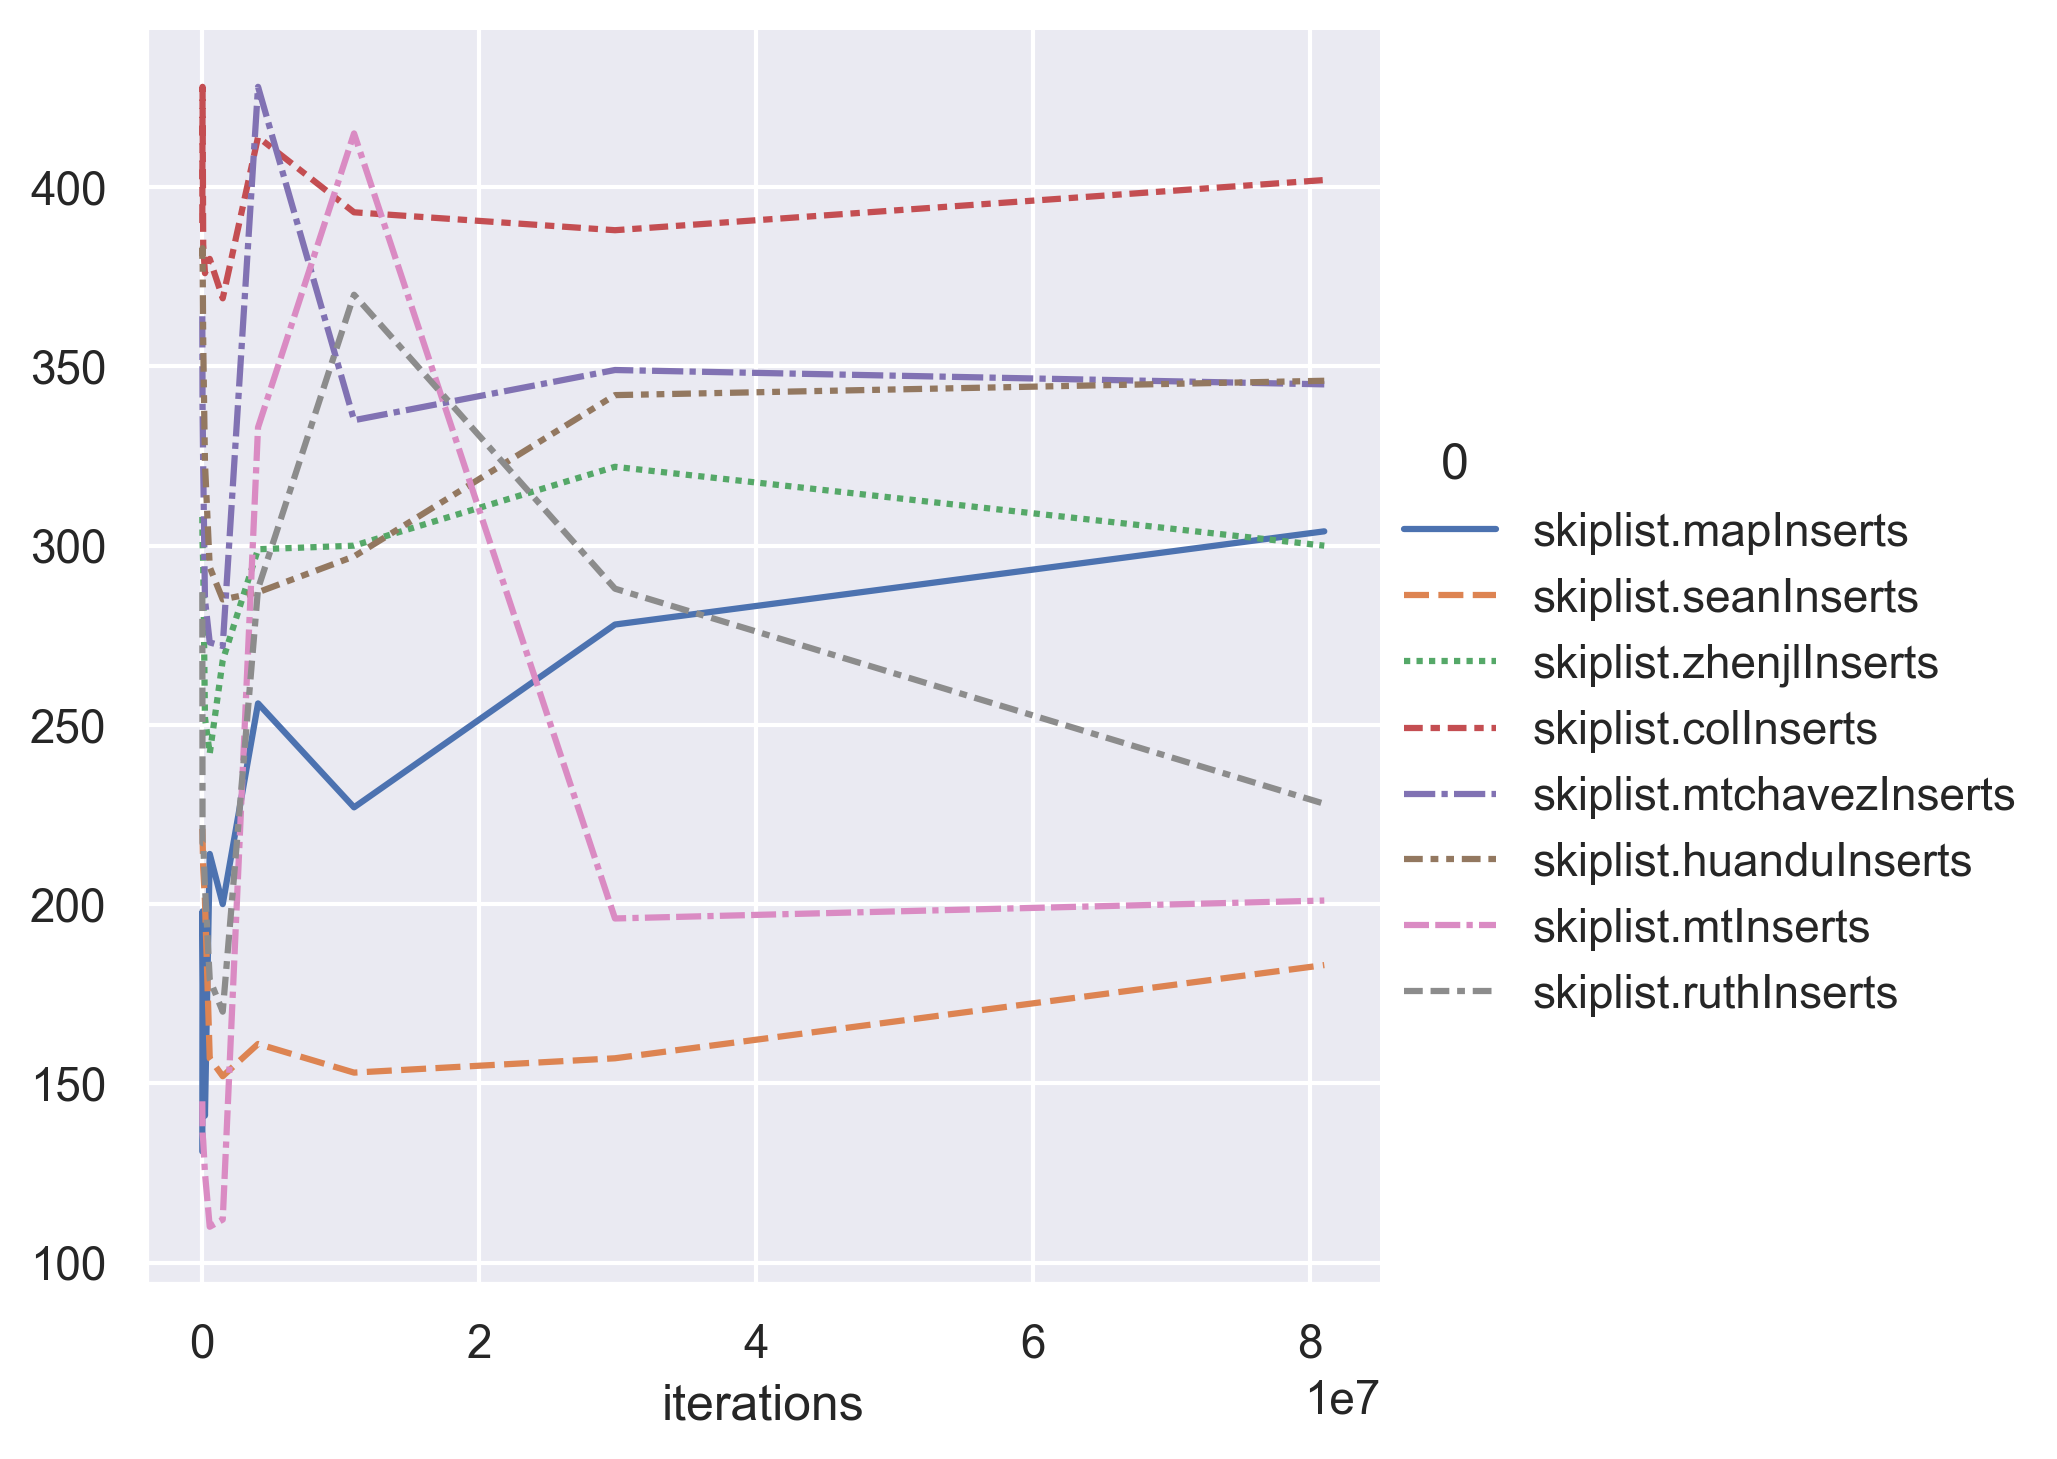 400
350
300
250
200
150
100
0 2 4 6 8
1e7
iterations
0
skiplist.mapInserts
skiplist.seanInserts
skiplist.zhenjlInserts
skiplist.colInserts
skiplist.mtchavezInserts
skiplist.huanduInserts
skiplist.mtInserts
skiplist.ruthInserts